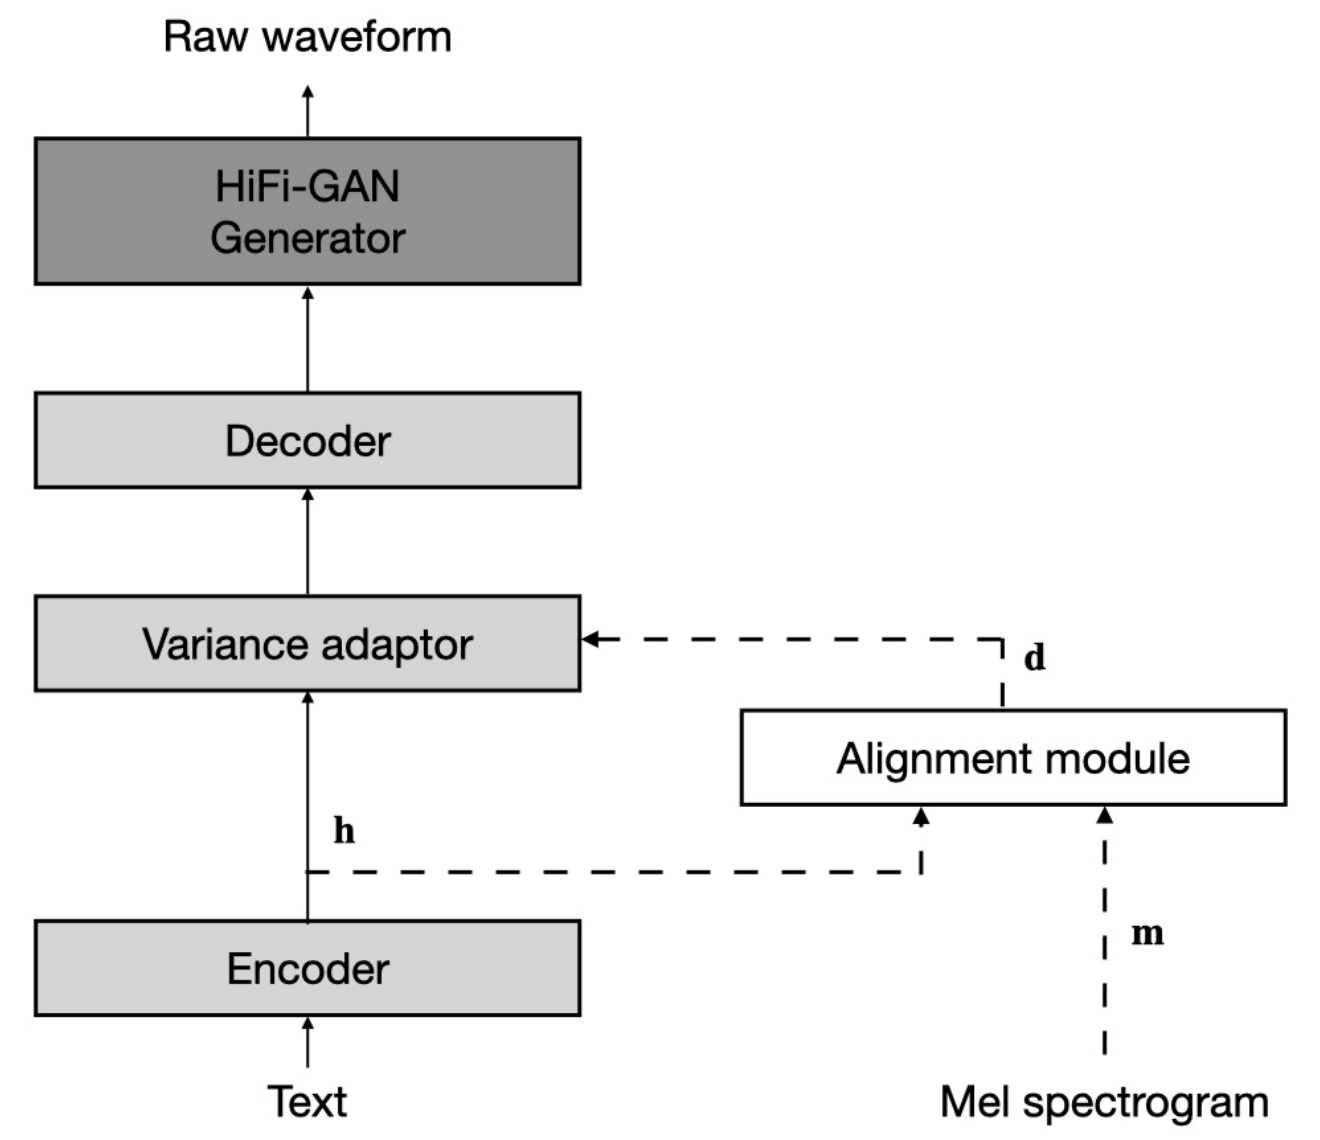 Raw waveform
HiFi-GAN
Generator
Decoder
Variance adaptor
d
Alignment module
h
m
Encoder
Text
Mel spectrogram